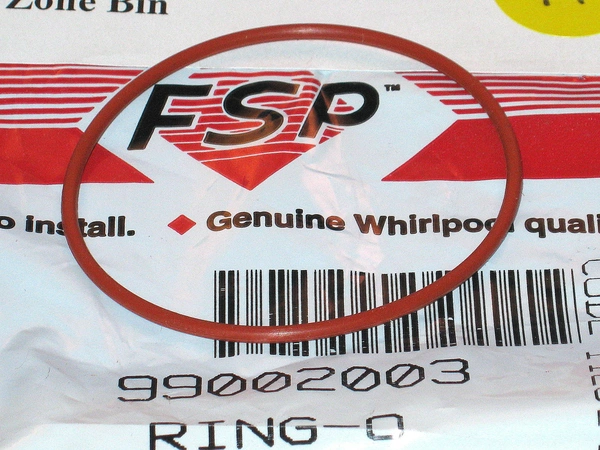 Zone Bin
FSP™
o install. ♦ Genuine Whirlpool quali
99002003
RING-O